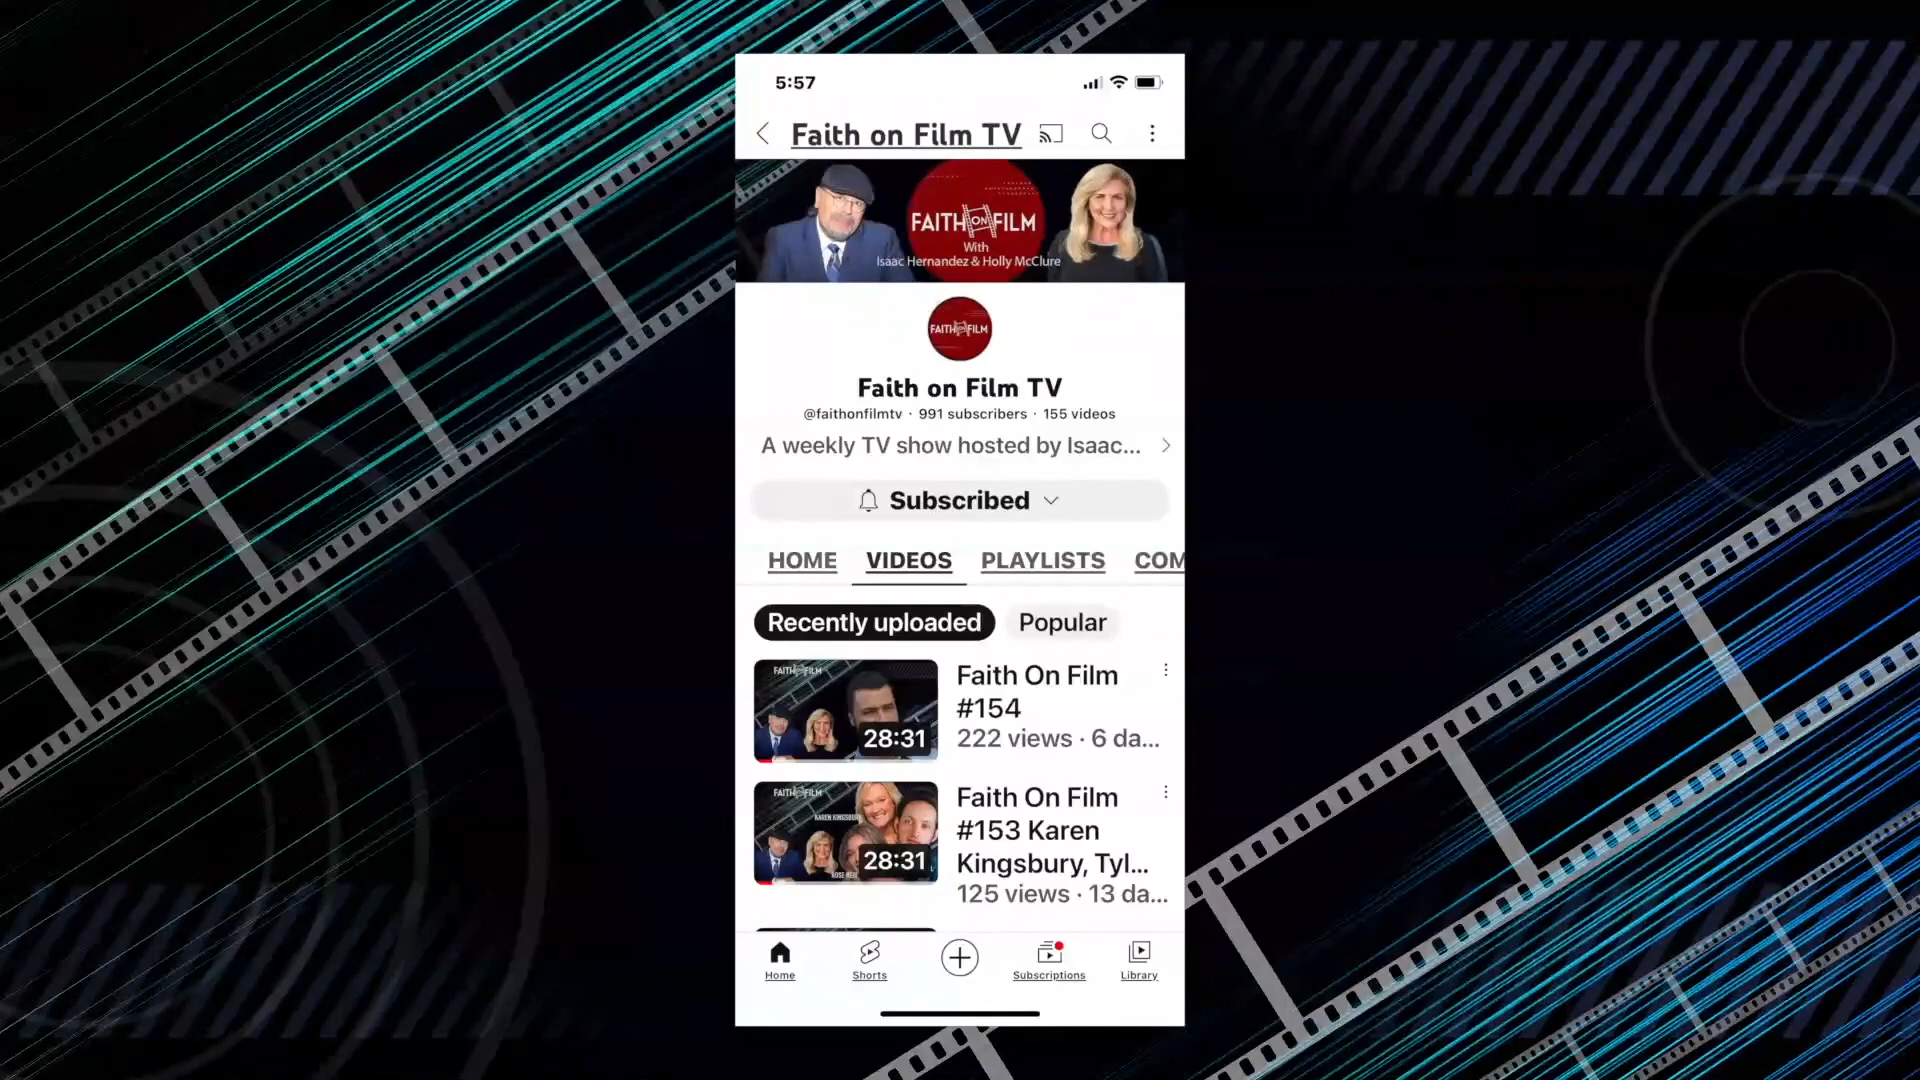 5:57
Faith on Film TV
FAITH ON FILM
With
Isaac Hernandez & Holly McClure
FAITH ON FILM
Faith on Film TV
@faithonfilmtv · 991 subscribers · 155 videos
A weekly TV show hosted by Isaac...
Subscribed
HOME VIDEOS PLAYLISTS COM
Recently uploaded Popular
FAITH ON FILM
28:31
Faith On Film
#154
222 views · 6 da...
FAITH ON FILM
KAREN KINGSBURY
28:31
Faith On Film
#153 Karen
Kingsbury, Tyl...
125 views · 13 da...
Home Shorts Subscriptions Library